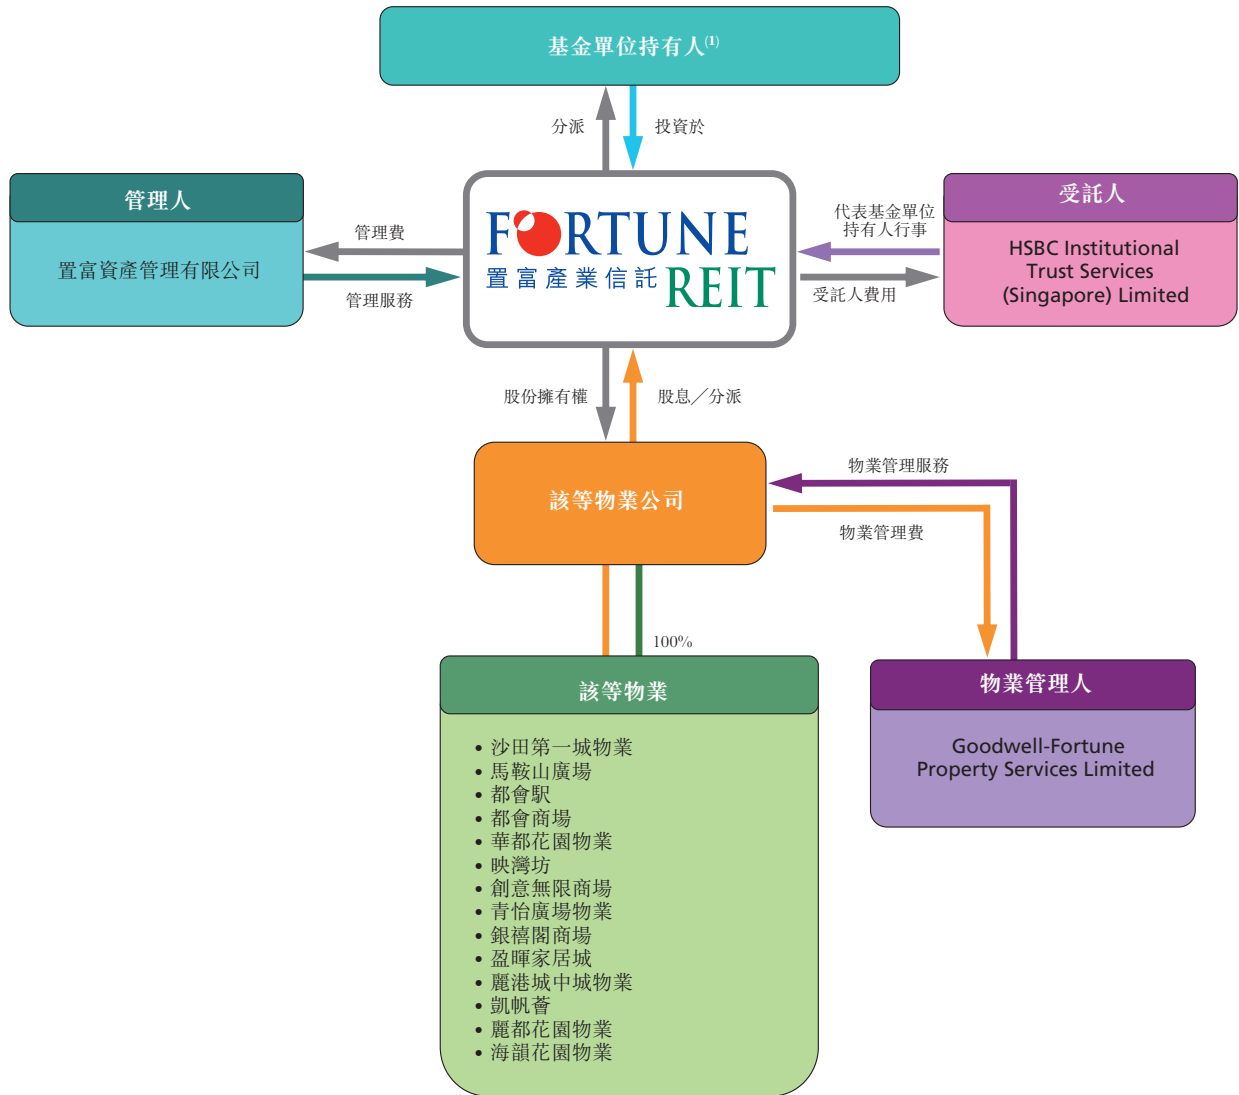 基金單位持有人(1)
分派
投資於
管理人
置富資產管理有限公司
管理費
管理服務
FORTUNE
置富產業信託 REIT
代表基金單位
持有人行事
受託人費用
受託人
HSBC Institutional
Trust Services
(Singapore) Limited
股份擁有權
股息／分派
該等物業公司
物業管理服務
物業管理費
100%
該等物業
• 沙田第一城物業
• 馬鞍山廣場
• 都會駅
• 都會商場
• 華都花園物業
• 映灣坊
• 創意無限商場
• 青怡廣場物業
• 銀禧閣商場
• 盈暉家居城
• 麗港城中城物業
• 凱帆薈
• 麗都花園物業
• 海韻花園物業
物業管理人
Goodwell-Fortune
Property Services Limited